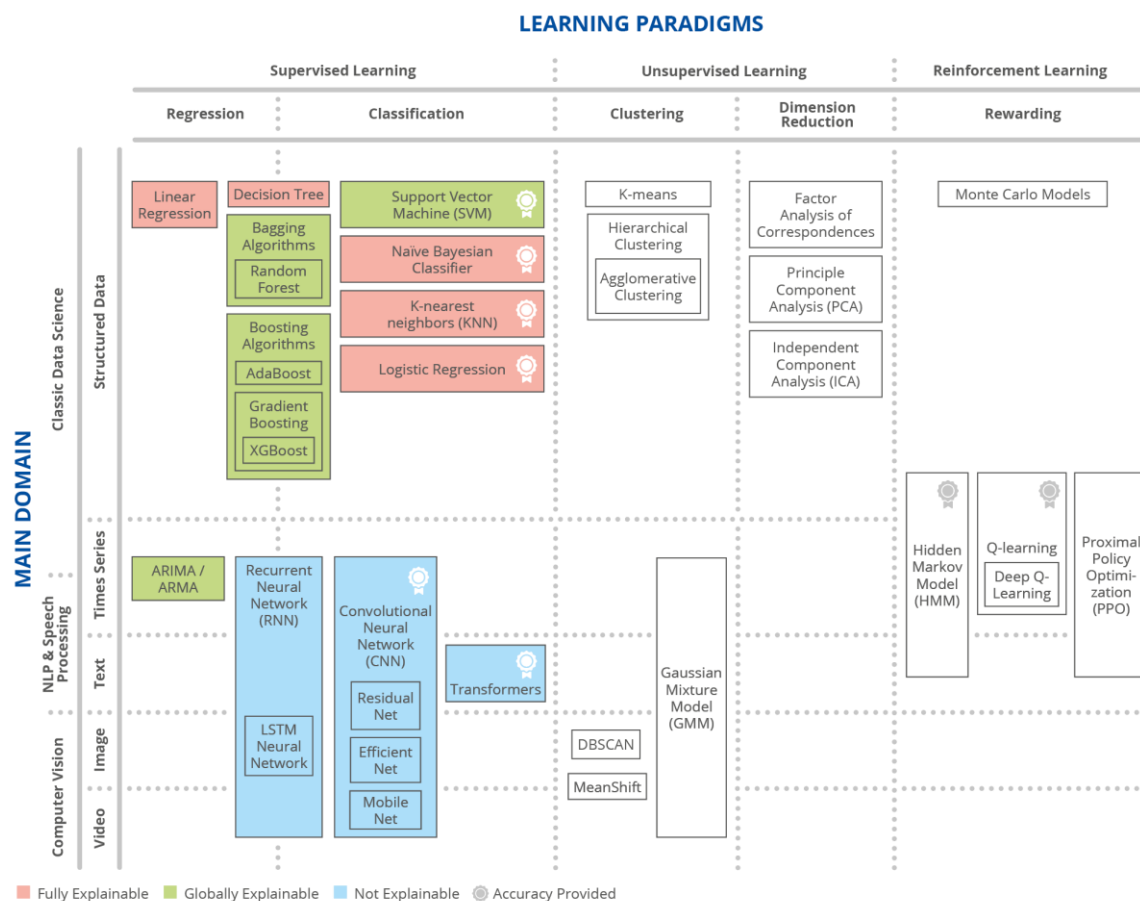 LEARNING PARADIGMS
Supervised Learning
Unsupervised Learning
Reinforcement Learning
Regression
Classification
Clustering
Dimension
Reduction
Rewarding
MAIN DOMAIN
Classic Data Science
Structured Data
Linear
Regression
Decision Tree
Bagging
Algorithms
Random
Forest
Boosting
Algorithms
AdaBoost
Gradient
Boosting
XGBoost
Support Vector
Machine (SVM)
Naïve Bayesian
Classifier
K-nearest
neighbors (KNN)
Logistic Regression
K-means
Hierarchical
Clustering
Agglomerative
Clustering
Factor
Analysis of
Correspondences
Principle
Component
Analysis (PCA)
Independent
Component
Analysis (ICA)
Monte Carlo Models
NLP & Speech
Processing
Times Series
Text
ARIMA /
ARMA
Recurrent
Neural
Network
(RNN)
LSTM
Neural
Network
Convolutional
Neural
Network
(CNN)
Residual
Net
Efficient
Net
Mobile
Net
Transformers
Gaussian
Mixture
Model
(GMM)
DBSCAN
MeanShift
Hidden
Markov
Model
(HMM)
Q-learning
Deep Q-
Learning
Proximal
Policy
Optimi-
zation
(PPO)
Computer Vision
Image
Video
Fully Explainable
Globally Explainable
Not Explainable
Accuracy Provided